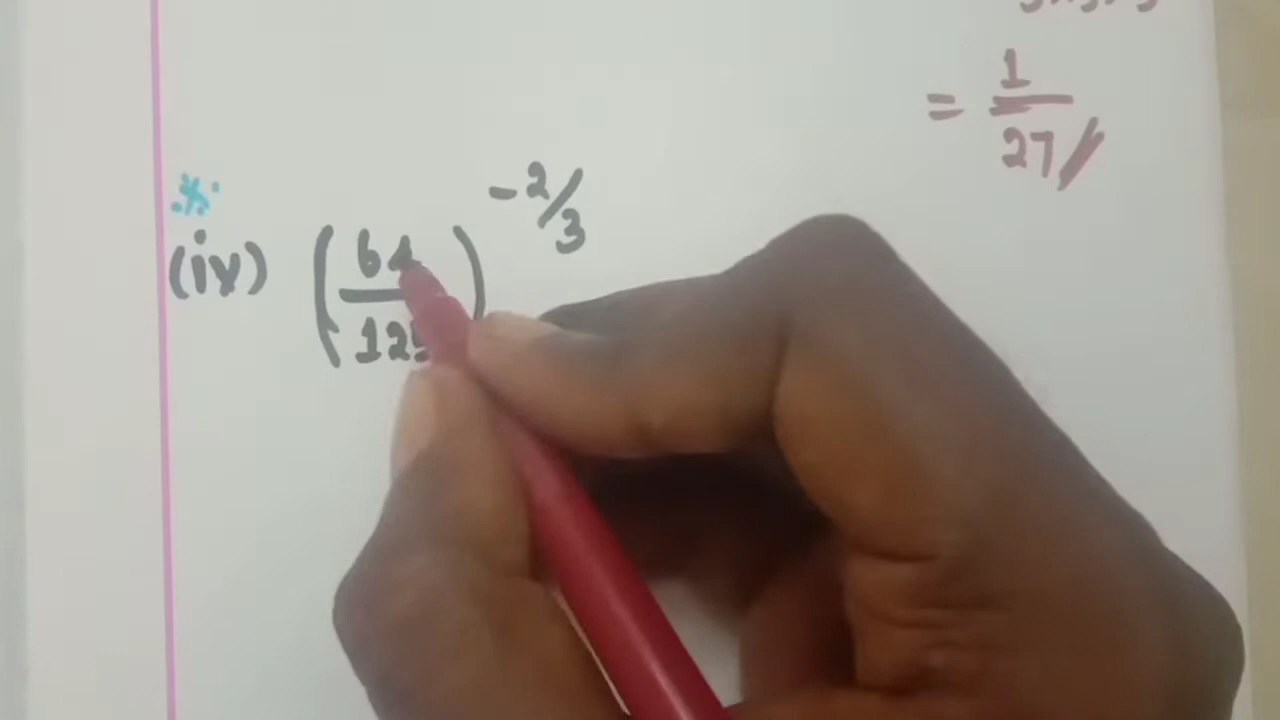 = 1/27
(iv) (64/125)^-2/3